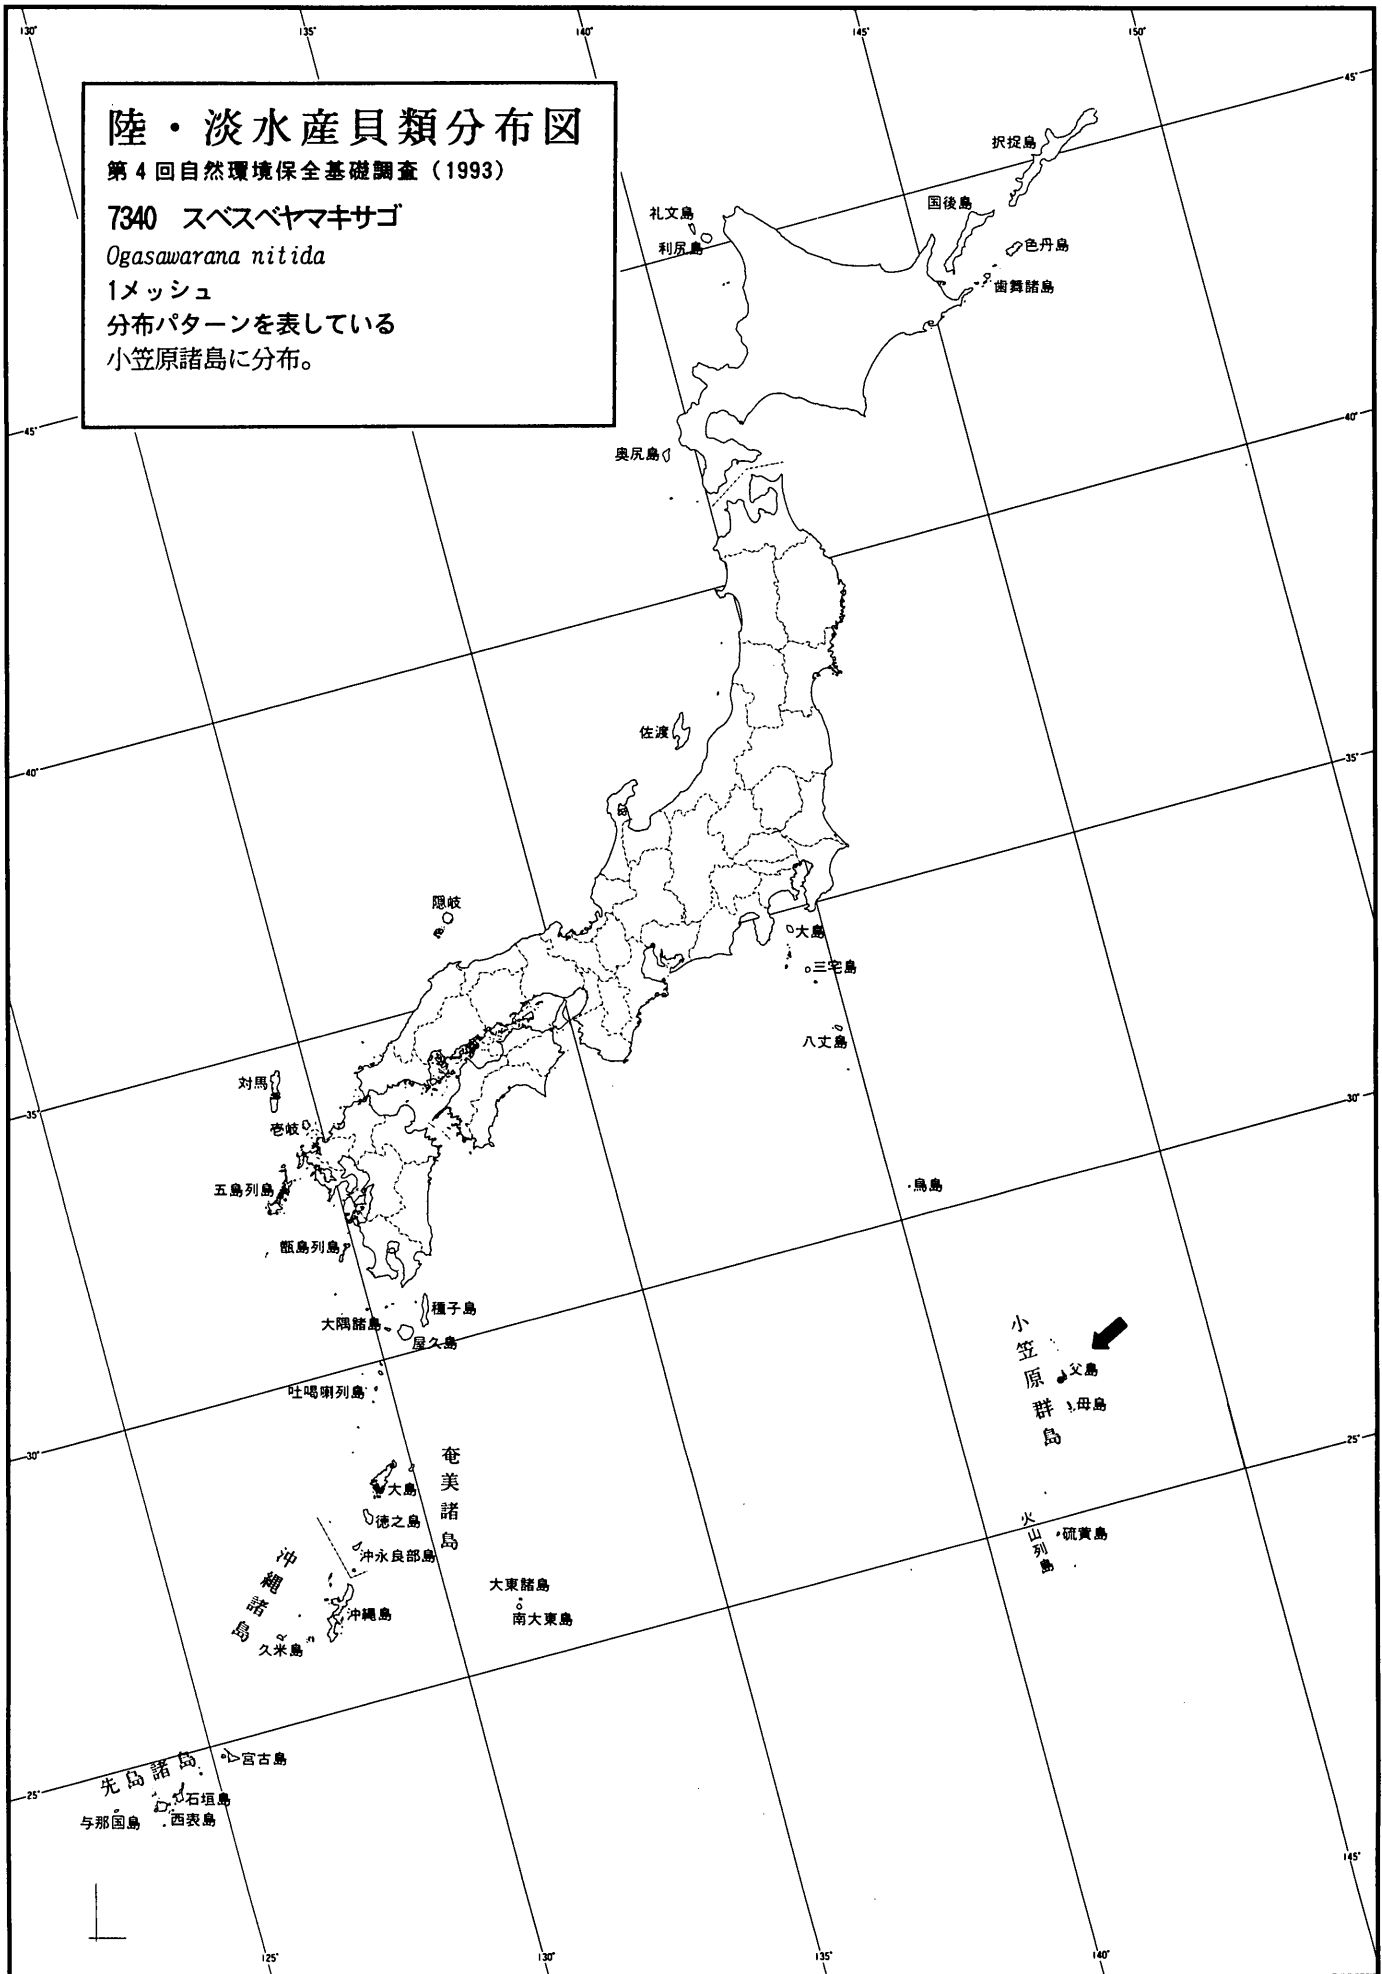 130°
135°
140°
145°
150°
陸・淡水産貝類分布図
第4回自然環境保全基礎調査（1993）
7340 スベスベヤマキサゴ
Ogasawarana nitida
1メッシュ
分布パターンを表している
小笠原諸島に分布。
45°
択捉島
国後島
色丹島
歯舞諸島
礼文島
利尻島
40°
45°
奥尻島
佐渡
35°
40°
隠岐
大島
三宅島
八丈島
対馬
壱岐
30°
35°
五島列島
鳥島
甑島列島
種子島
大隅諸島
屋久島
吐噶喇列島
小笠原群島
父島
母島
25°
30°
奄美諸島
大島
徳之島
沖永良部島
火山列島
硫黄島
沖縄諸島
沖縄島
久米島
大東諸島
南大東島
先島諸島
宮古島
石垣島
西表島
与那国島
25°
145°
125°
130°
135°
140°